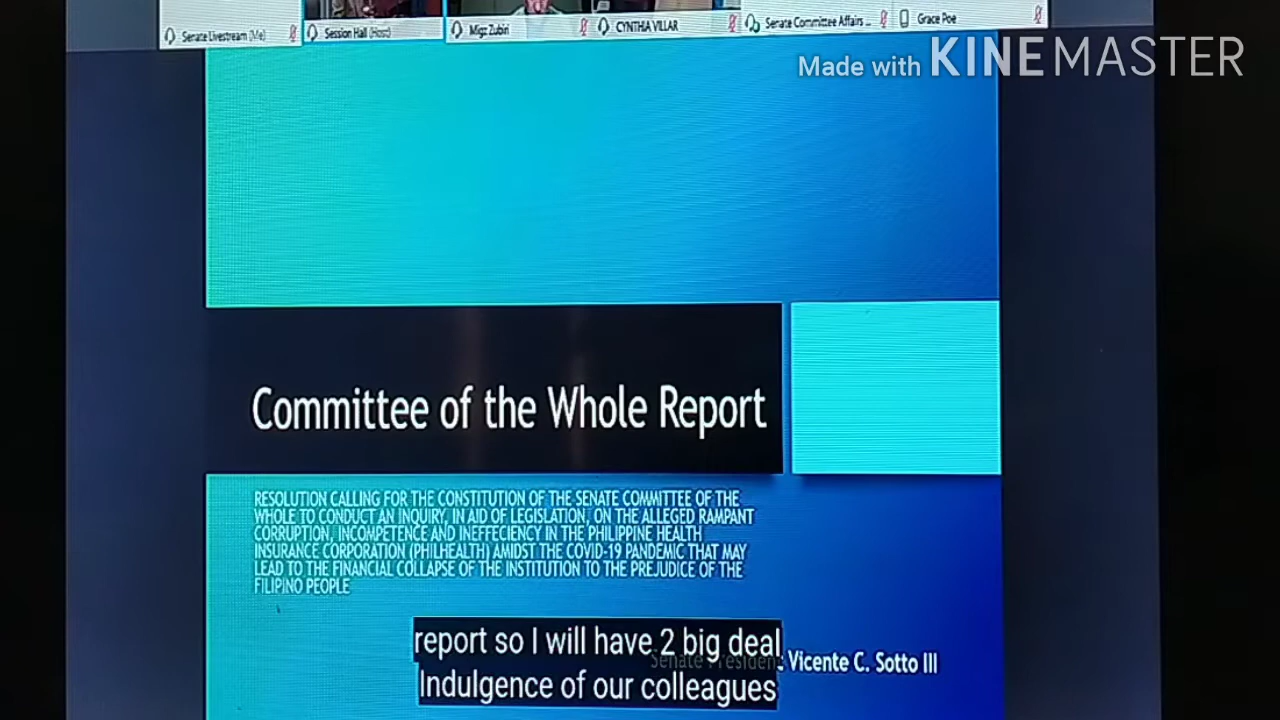 Senate Livestream (Me)
Session Hall (Host)
Migz Zubiri
CYNTHIA VILLAR
Senate Committee Affairs ...
Grace Poe
Made with KINEMASTER
Committee of the Whole Report
RESOLUTION CALLING FOR THE CONSTITUTION OF THE SENATE COMMITTEE OF THE
WHOLE TO CONDUCT AN INQUIRY, IN AID OF LEGISLATION, ON THE ALLEGED RAMPANT
CORRUPTION, INCOMPETENCE AND INEFFECIENCY IN THE PHILIPPINE HEALTH
INSURANCE CORPORATION (PHILHEALTH) AMIDST THE COVID-19 PANDEMIC THAT MAY
LEAD TO THE FINANCIAL COLLAPSE OF THE INSTITUTION TO THE PREJUDICE OF THE
FILIPINO PEOPLE
report so I will have 2 big deal
Senate President Vicente C. Sotto III
Indulgence of our colleagues